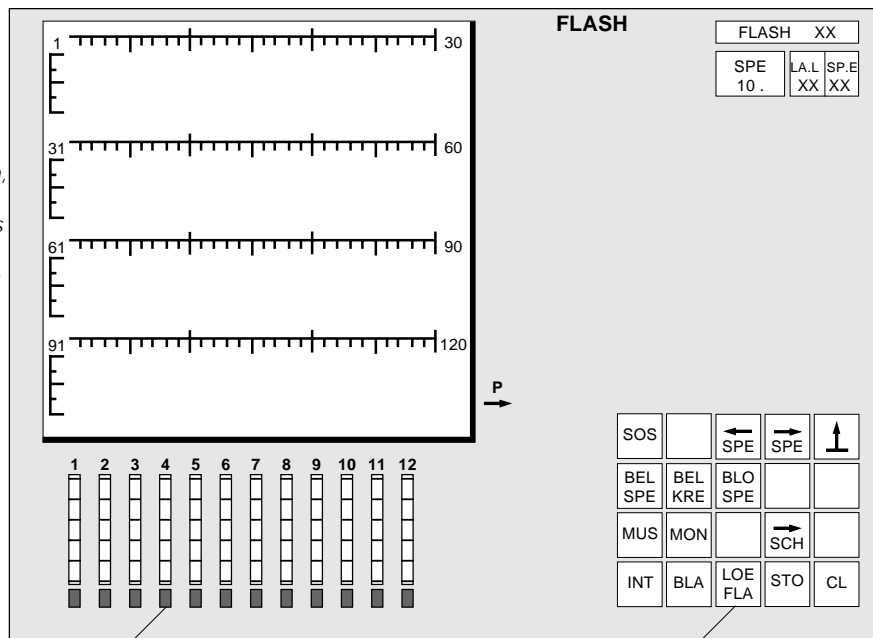 FLASH
FLASH XX
SPE
10 .
LA.L SP.E
XX XX
1 30
31 60
61 90
91 120
P
1 2 3 4 5 6 7 8 9 10 11 12
SOS
SPE
SPE
BEL
SPE
BEL
KRE
BLO
SPE
MUS
MON
SCH
INT
BLA
LOE
FLA
STO
CL